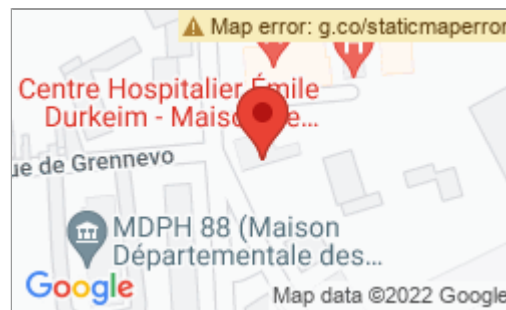 Map error: g.co/staticmaperror
Centre Hospitalier Émile
Durkeim - Maiso
e...
ue de Grennevo
MDPH 88 (Maison
Départementale des...
Google
Map data ©2022 Google